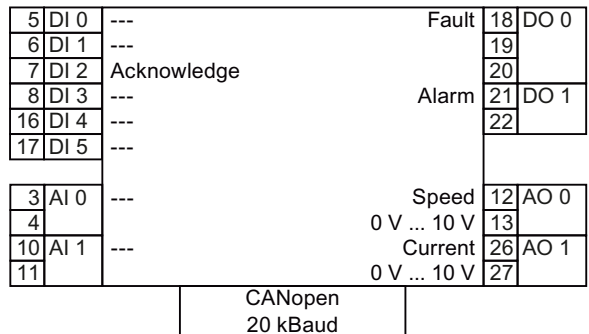 5 DI 0 --- Fault 18 DO 0
6 DI 1 --- 19
7 DI 2 Acknowledge 20
8 DI 3 --- Alarm 21 DO 1
16 DI 4 --- 22
17 DI 5 ---
3 AI 0 --- Speed 12 AO 0
4 0 V ... 10 V 13
10 AI 1 --- Current 26 AO 1
11 0 V ... 10 V 27
CANopen
20 kBaud